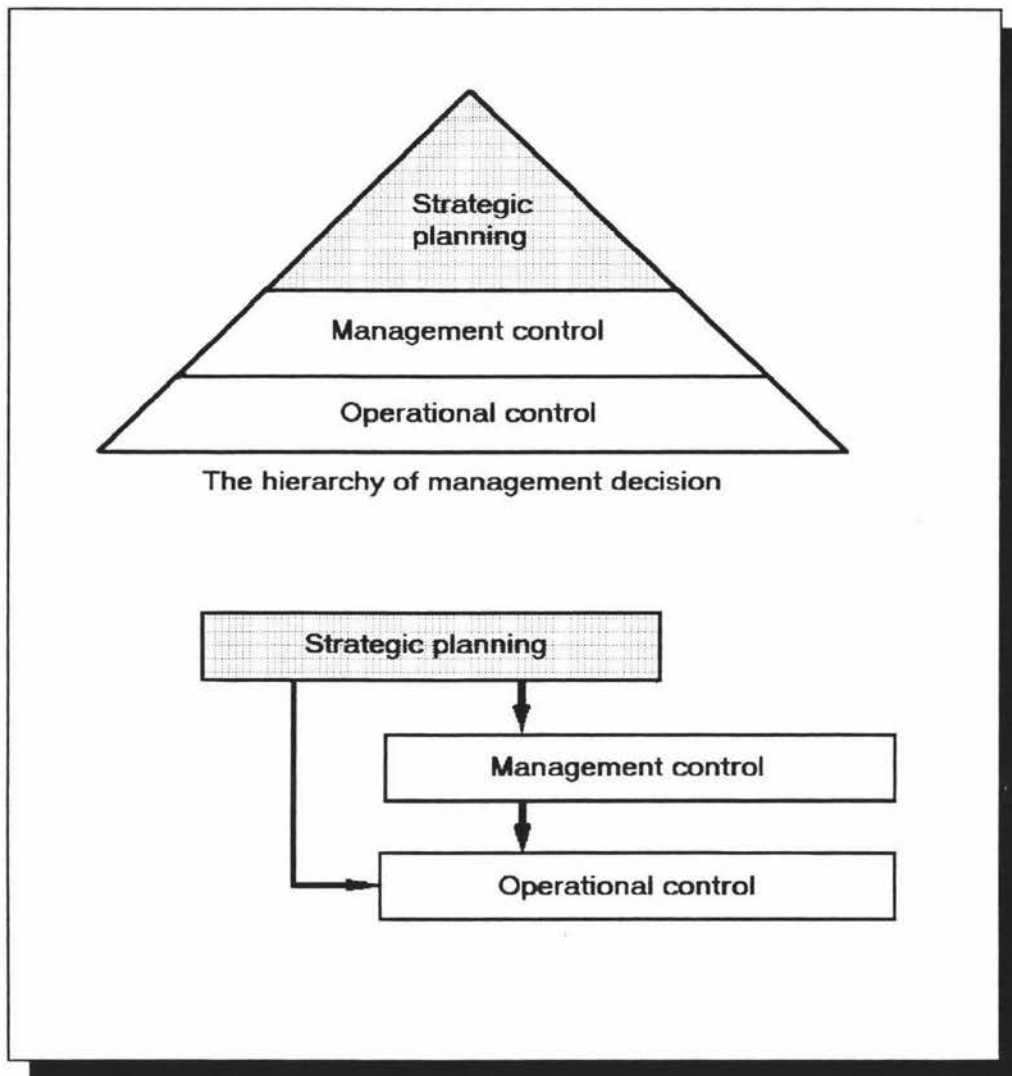 Strategic
planning
Management control
Operational control
The hierarchy of management decision
Strategic planning
Management control
Operational control